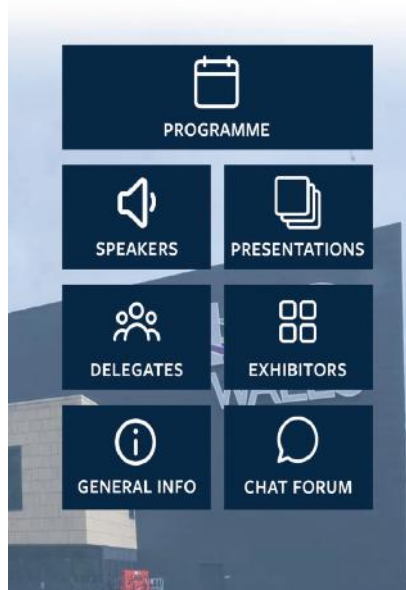 PROGRAMME
SPEAKERS
PRESENTATIONS
DELEGATES
EXHIBITORS
GENERAL INFO
CHAT FORUM